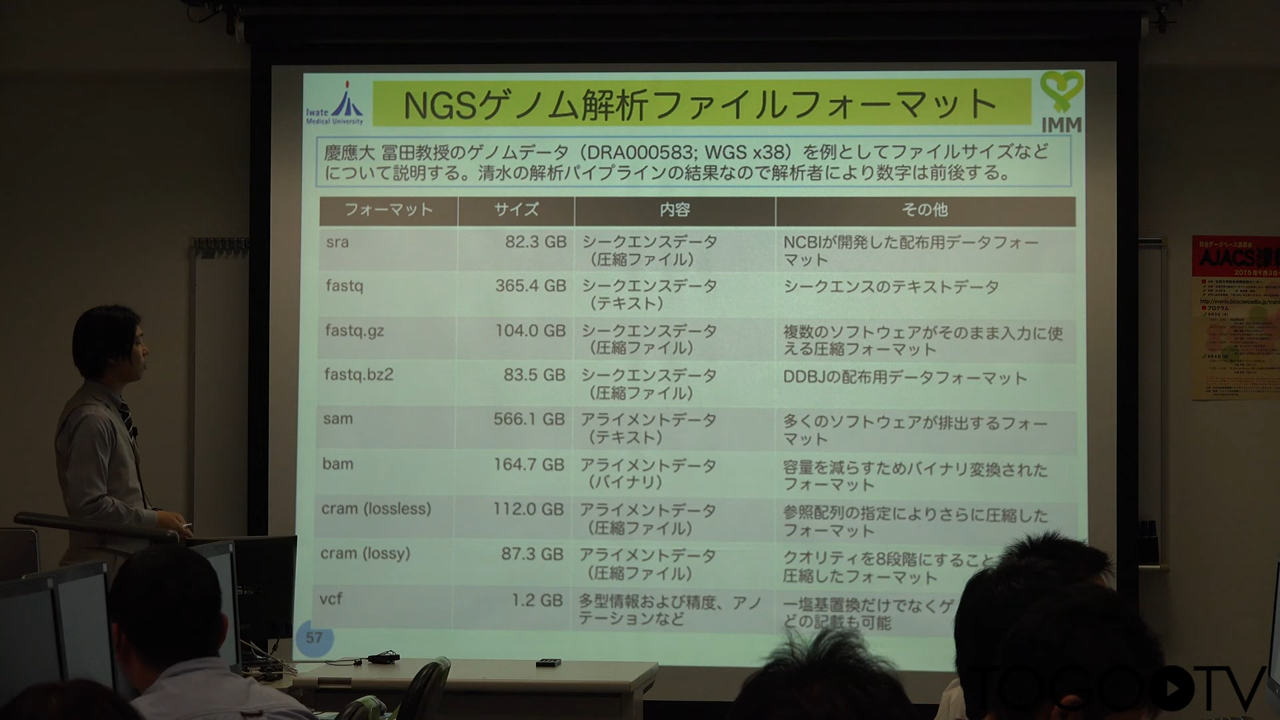 Iwate
Medical University
NGSゲノム解析ファイルフォーマット
IMM
慶應大 冨田教授のゲノムデータ（DRA000583; WGS x38）を例としてファイルサイズなど
について説明する。清水の解析パイプラインの結果なので解析者により数字は前後する。
フォーマット サイズ 内容 その他
sra 82.3 GB シークエンスデータ NCBIが開発した配布用データフォー
（圧縮ファイル） マット
fastq 365.4 GB シークエンスデータ シークエンスのテキストデータ
（テキスト）
fastq.gz 104.0 GB シークエンスデータ 複数のソフトウェアがそのまま入力に使
（圧縮ファイル） える圧縮フォーマット
fastq.bz2 83.5 GB シークエンスデータ DDBJの配布用データフォーマット
（圧縮ファイル）
sam 566.1 GB アライメントデータ 多くのソフトウェアが排出するフォー
（テキスト） マット
bam 164.7 GB アライメントデータ 容量を減らすためバイナリ変換された
（バイナリ） フォーマット
cram (lossless) 112.0 GB アライメントデータ 参照配列の指定によりさらに圧縮した
（圧縮ファイル） フォーマット
cram (lossy) 87.3 GB アライメントデータ クオリティを8段階にすること
（圧縮ファイル） 圧縮したフォーマット
vcf 1.2 GB 多型情報および精度、アノ 一塩基置換だけでなくゲ
テーションなど どの記載も可能
57
AJACS
TOGOTV